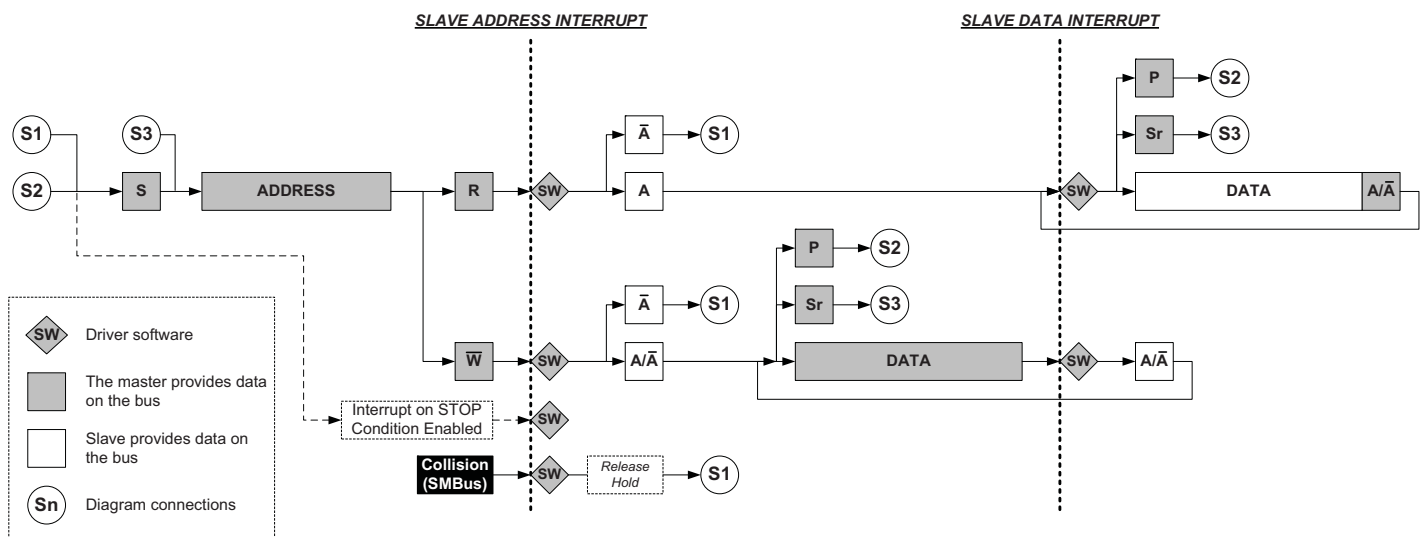 SLAVE ADDRESS INTERRUPT
SLAVE DATA INTERRUPT
P
S2
S1
S3
A̅
S1
Sr
S3
S2
S
ADDRESS
R
SW
A
SW
DATA
A/A̅
P
S2
A̅
S1
Sr
S3
W̅
SW
A/A̅
DATA
SW
A/A̅
Interrupt on STOP
Condition Enabled
SW
Collision
(SMBus)
SW
Release
Hold
S1
SW
Driver software
The master provides data
on the bus
Slave provides data on
the bus
Sn
Diagram connections